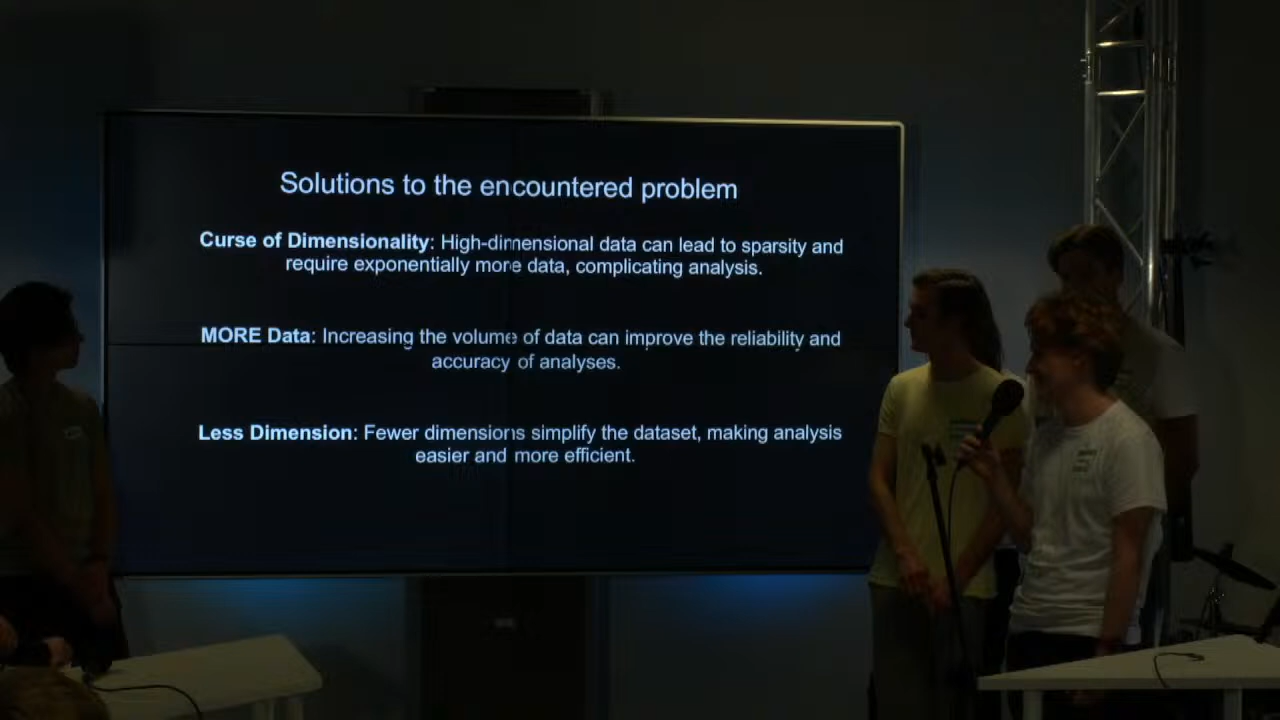 Solutions to the encountered problem
Curse of Dimensionality: High-dimensional data can lead to sparsity and
require exponentially more data, complicating analysis.
MORE Data: Increasing the volume of data can improve the reliability and
accuracy of analyses.
Less Dimension: Fewer dimensions simplify the dataset, making analysis
easier and more efficient.